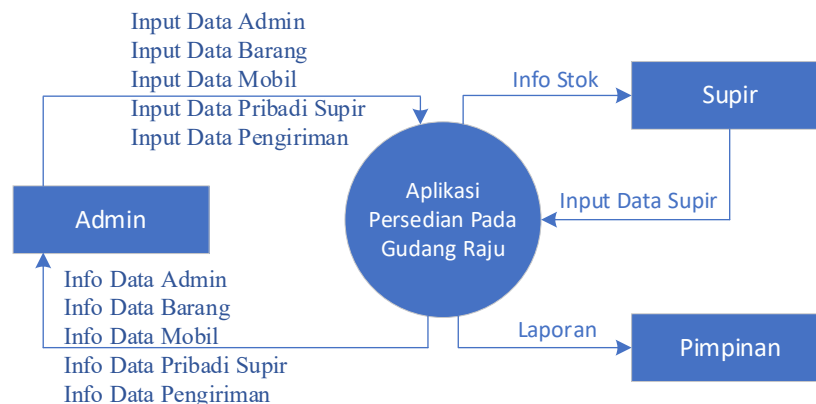 Input Data Admin
Input Data Barang
Input Data Mobil
Input Data Pribadi Supir
Input Data Pengiriman
Info Stok
Supir
Aplikasi
Persedian Pada
Gudang Raju
Input Data Supir
Admin
Info Data Admin
Info Data Barang
Info Data Mobil
Info Data Pribadi Supir
Info Data Pengiriman
Laporan
Pimpinan